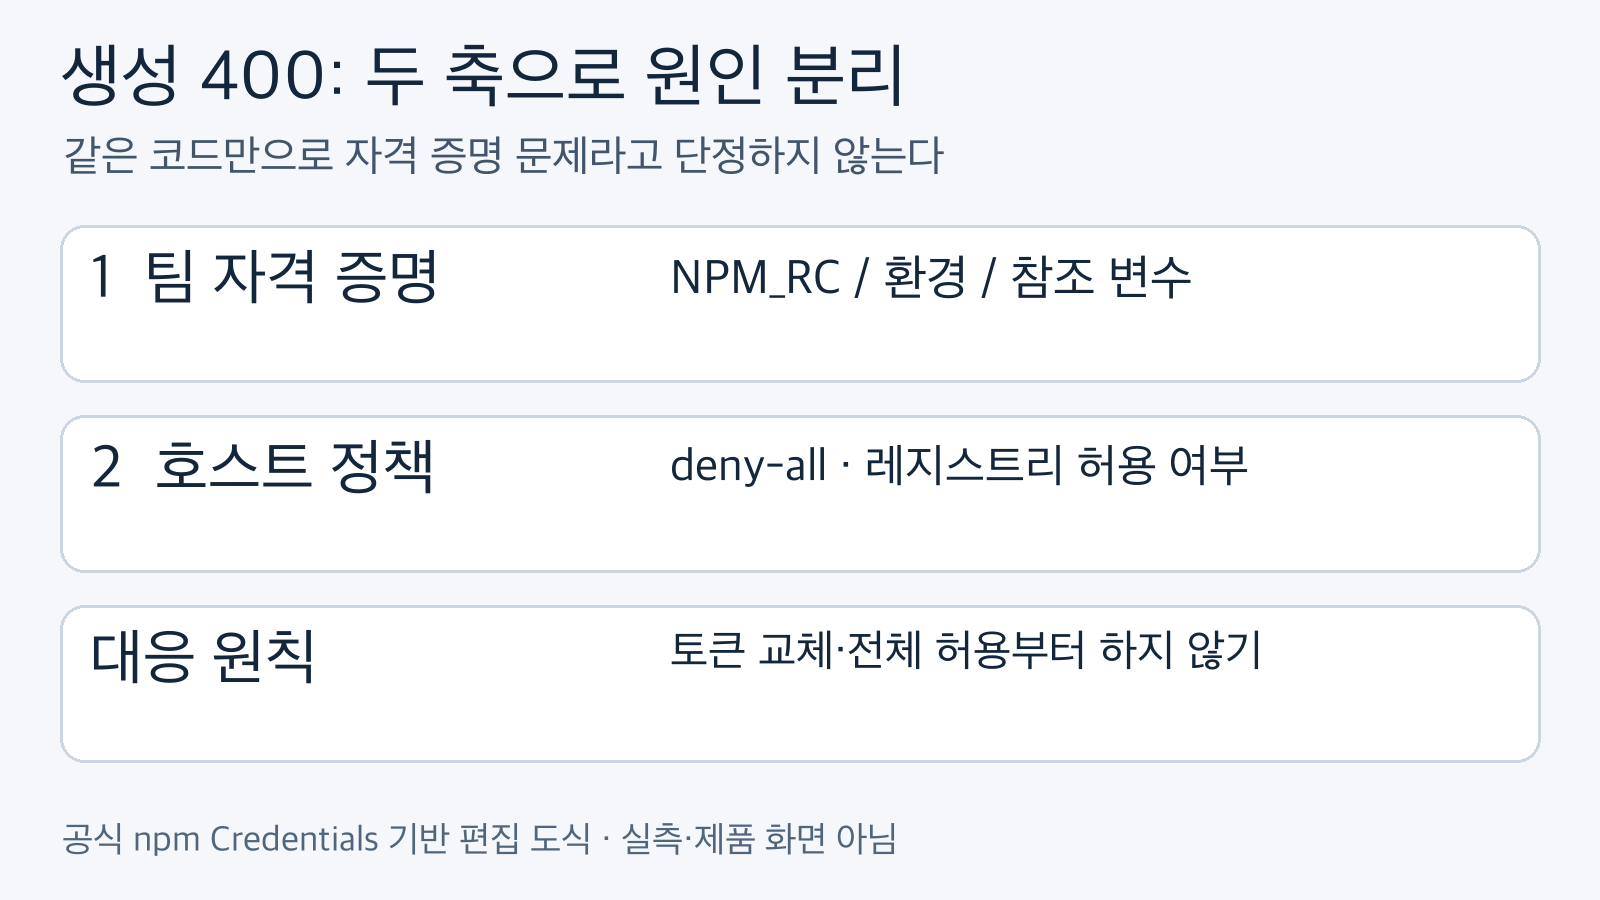 생성 400: 두 축으로 원인 분리
같은 코드만으로 자격 증명 문제라고 단정하지 않는다
1 팀 자격 증명
NPM_RC / 환경 / 참조 변수
2 호스트 정책
deny-all · 레지스트리 허용 여부
대응 원칙
토큰 교체·전체 허용부터 하지 않기
공식 npm Credentials 기반 편집 도식 · 실측·제품 화면 아님